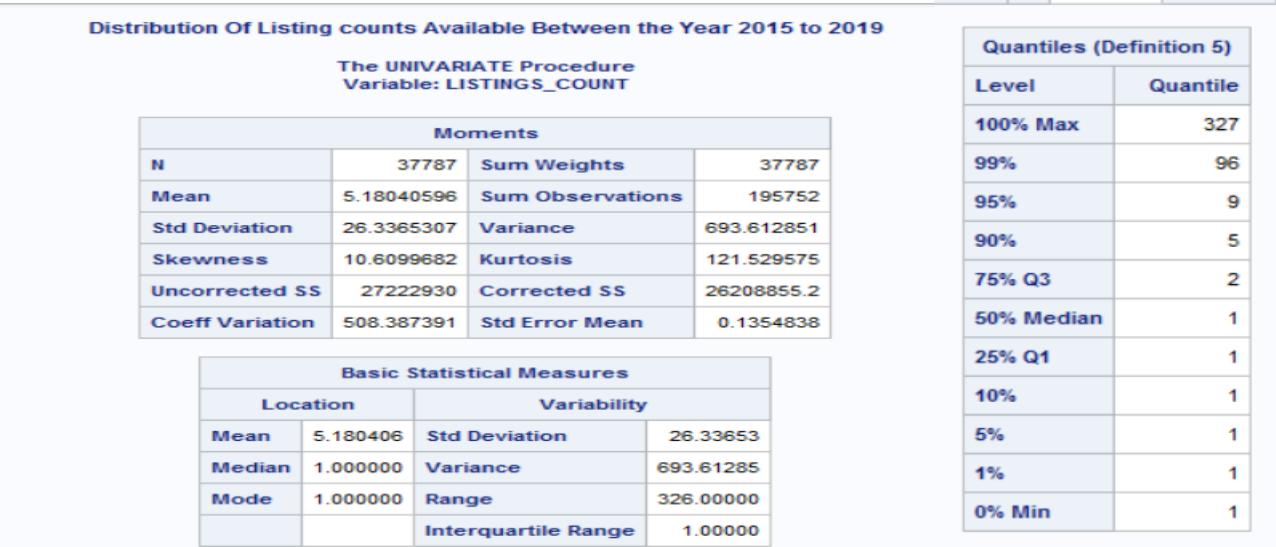 Distribution Of Listing counts Available Between the Year 2015 to 2019
The UNIVARIATE Procedure
Variable: LISTINGS_COUNT
Moments
N 37787 Sum Weights 37787
Mean 5.18040596 Sum Observations 195752
Std Deviation 26.3365307 Variance 693.612851
Skewness 10.6099682 Kurtosis 121.529575
Uncorrected SS 27222930 Corrected SS 26208855.2
Coeff Variation 508.387391 Std Error Mean 0.1354838
Basic Statistical Measures
Location Variability
Mean 5.180406 Std Deviation 26.33653
Median 1.000000 Variance 693.61285
Mode 1.000000 Range 326.00000
Interquartile Range 1.00000
Quantiles (Definition 5)
Level Quantile
100% Max 327
99% 96
95% 9
90% 5
75% Q3 2
50% Median 1
25% Q1 1
10% 1
5% 1
1% 1
0% Min 1